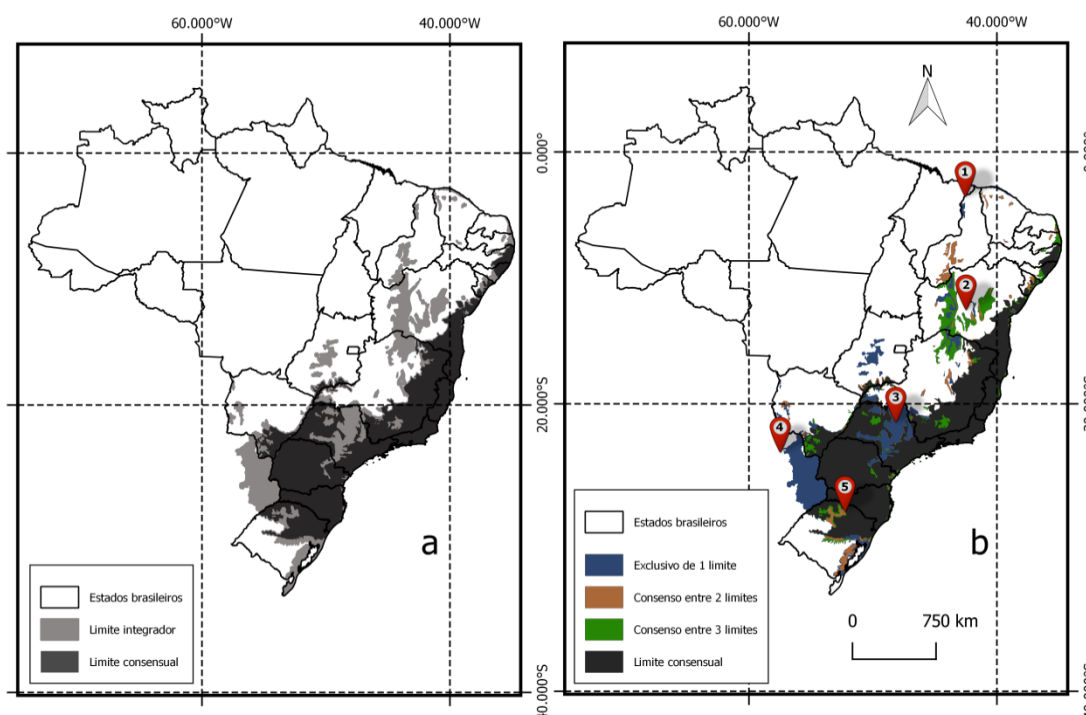 60.000°W
40.000°W
0.000°
20.000°S
a
Estados brasileiros
Limite integrador
Limite consensual
60.000°W
40.000°W
N
1
2
3
4
5
b
Estados brasileiros
Exclusivo de 1 limite
Consenso entre 2 limites
Consenso entre 3 limites
Limite consensual
0
750 km
40.000°S